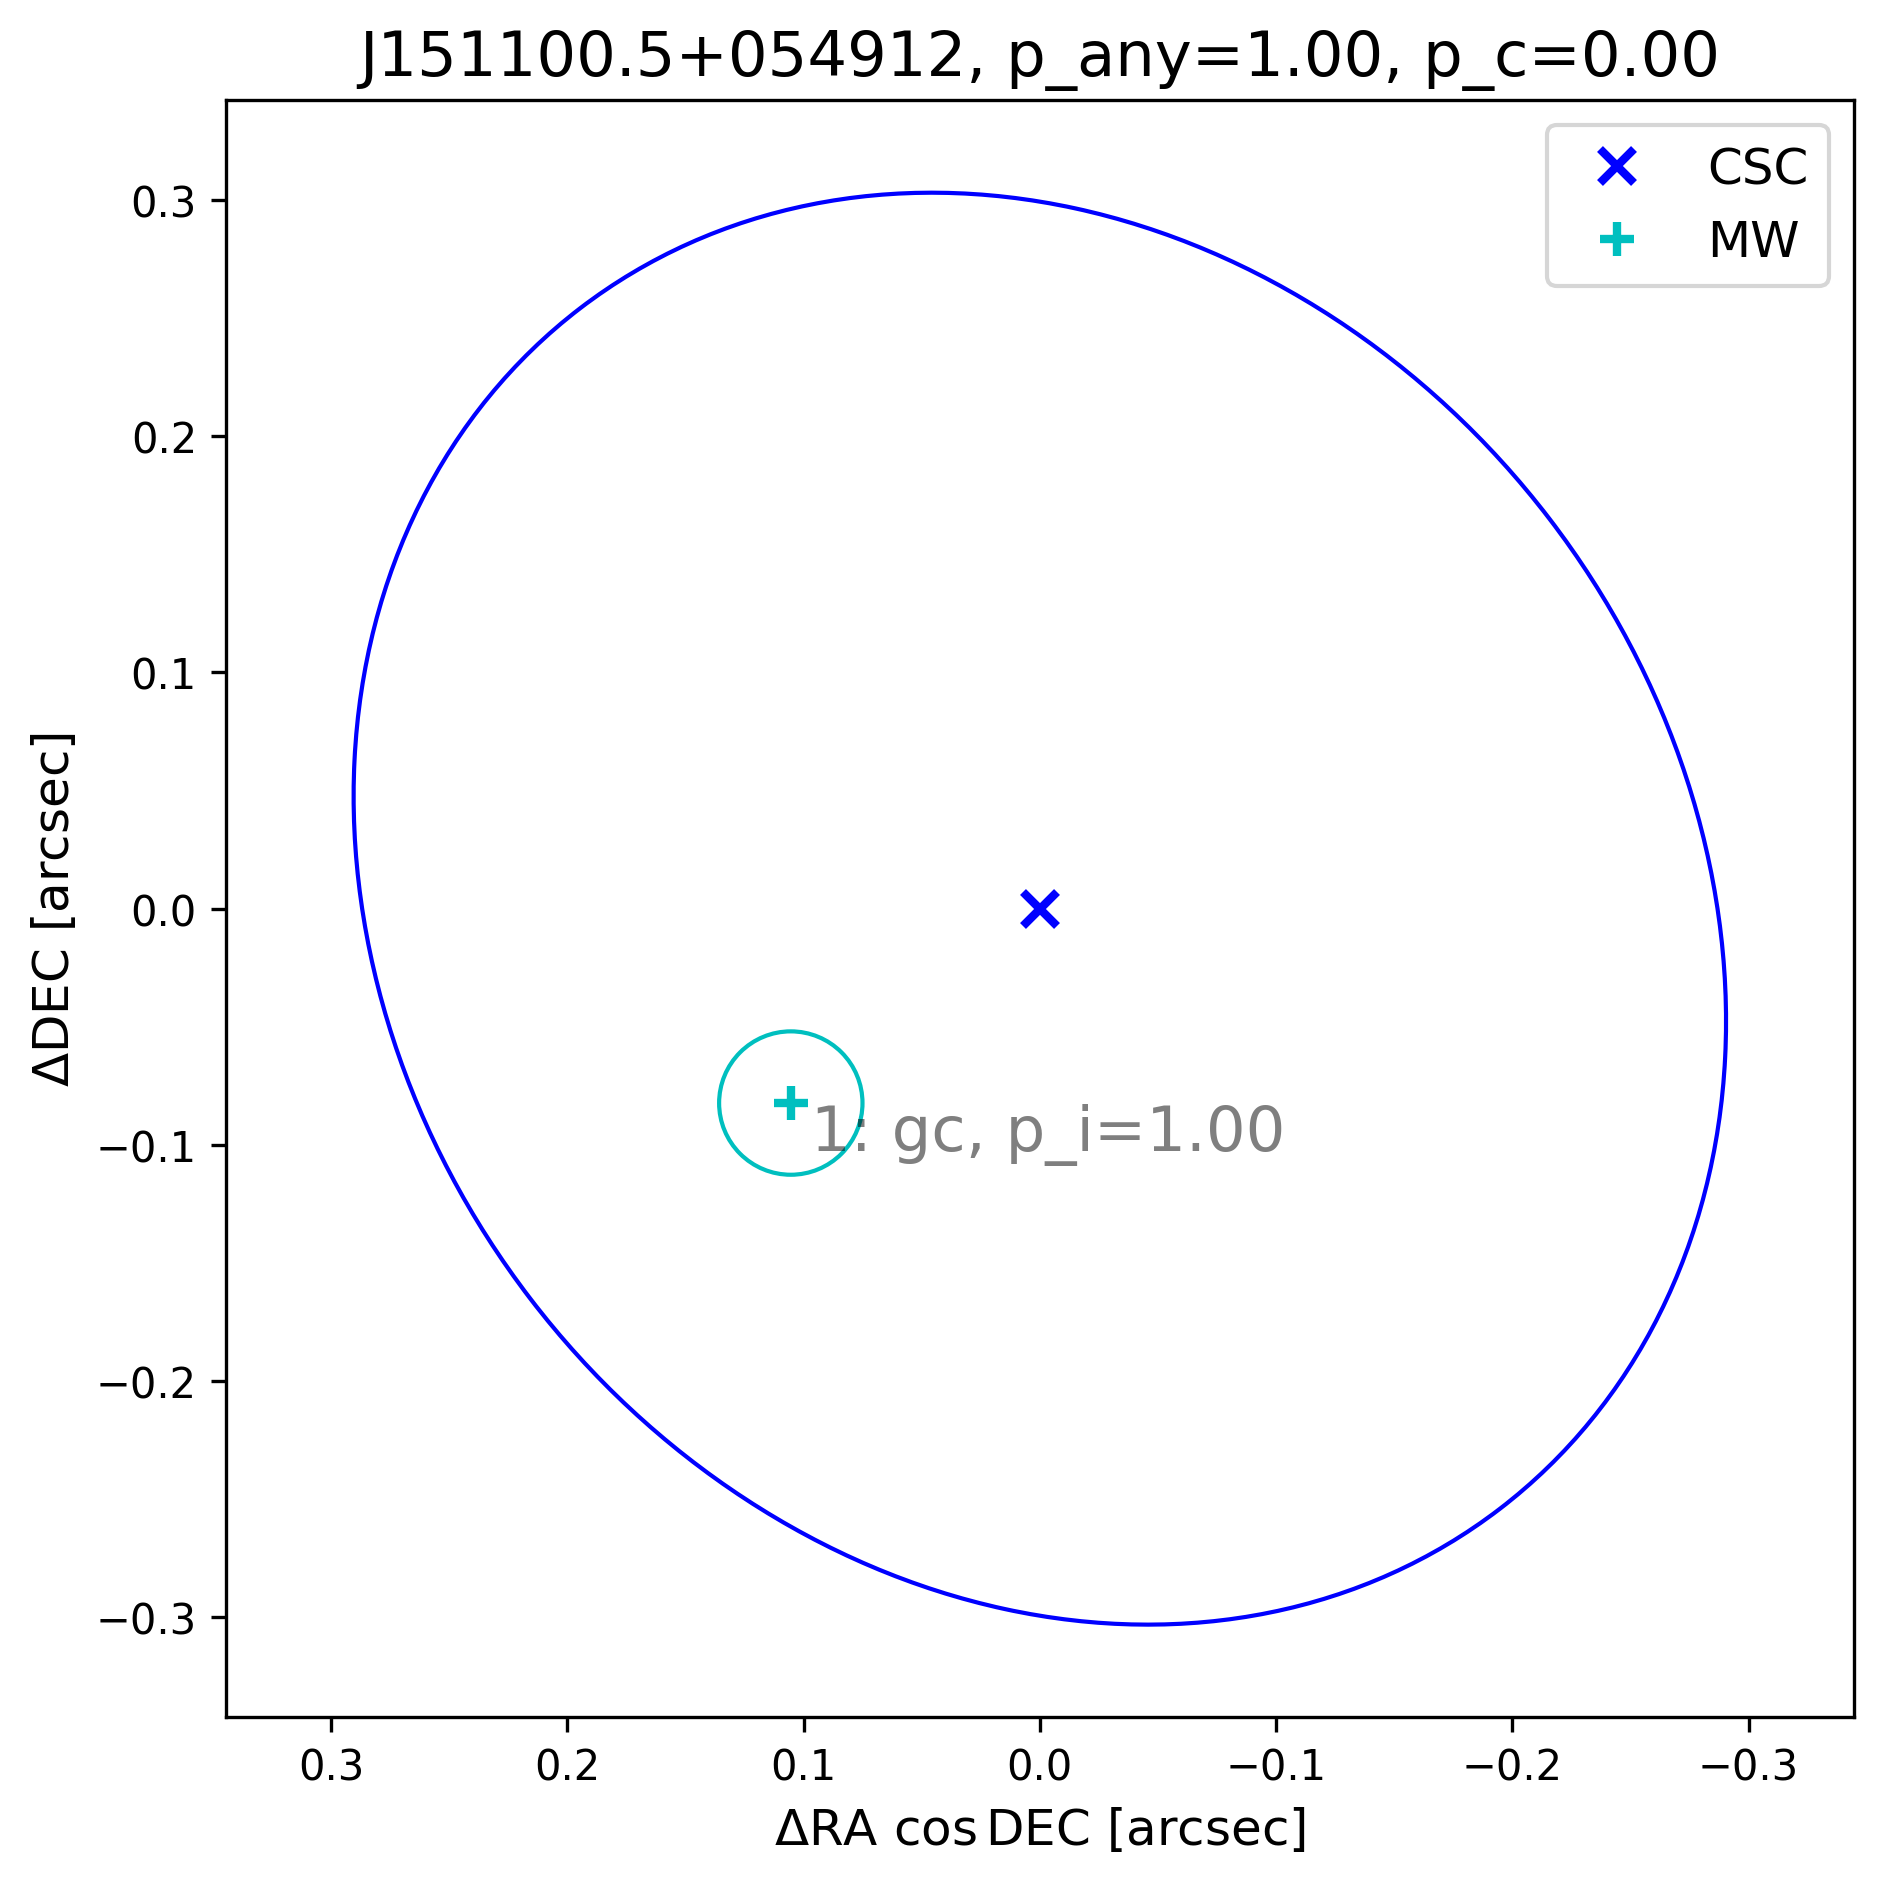 J151100.5+054912, p_any=1.00, p_c=0.00
CSC
MW
0.3
0.2
0.1
0.0
−0.1
−0.2
−0.3
ΔDEC [arcsec]
1: gc, p_i=1.00
0.3 0.2 0.1 0.0 −0.1 −0.2 −0.3
ΔRA cos DEC [arcsec]